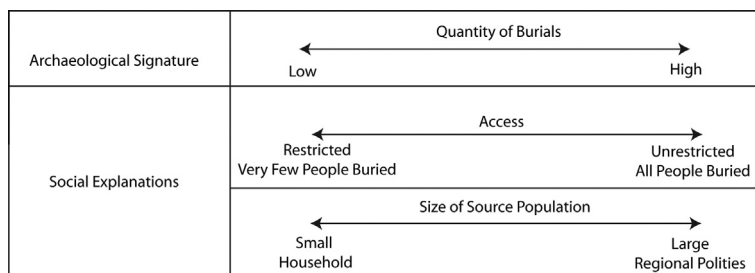 Archaeological Signature
Quantity of Burials
Low
High
Social Explanations
Access
Restricted
Very Few People Buried
Unrestricted
All People Buried
Size of Source Population
Small
Household
Large
Regional Polities